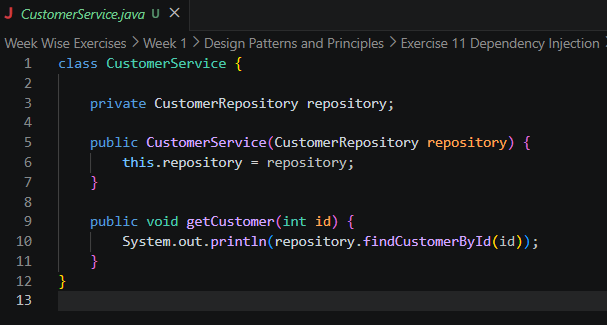 J CustomerService.java U ×
Week Wise Exercises > Week 1 > Design Patterns and Principles > Exercise 11 Dependency Injection >
1 class CustomerService {
2
3     private CustomerRepository repository;
4
5     public CustomerService(CustomerRepository repository) {
6         this.repository = repository;
7     }
8
9     public void getCustomer(int id) {
10         System.out.println(repository.findCustomerById(id));
11     }
12 }
13